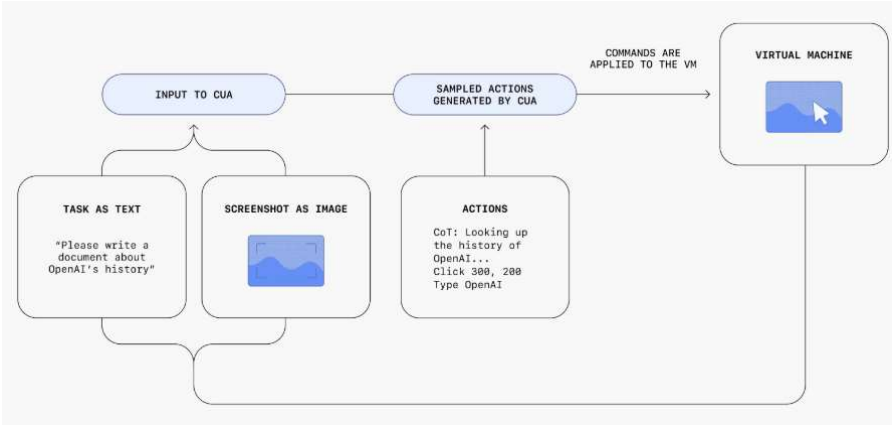 COMMANDS ARE
APPLIED TO THE VM
VIRTUAL MACHINE
INPUT TO CUA
SAMPLED ACTIONS
GENERATED BY CUA
TASK AS TEXT
"Please write a
document about
OpenAI's history"
SCREENSHOT AS IMAGE
ACTIONS
CoT: Looking up
the history of
OpenAI...
Click 300, 200
Type OpenAI